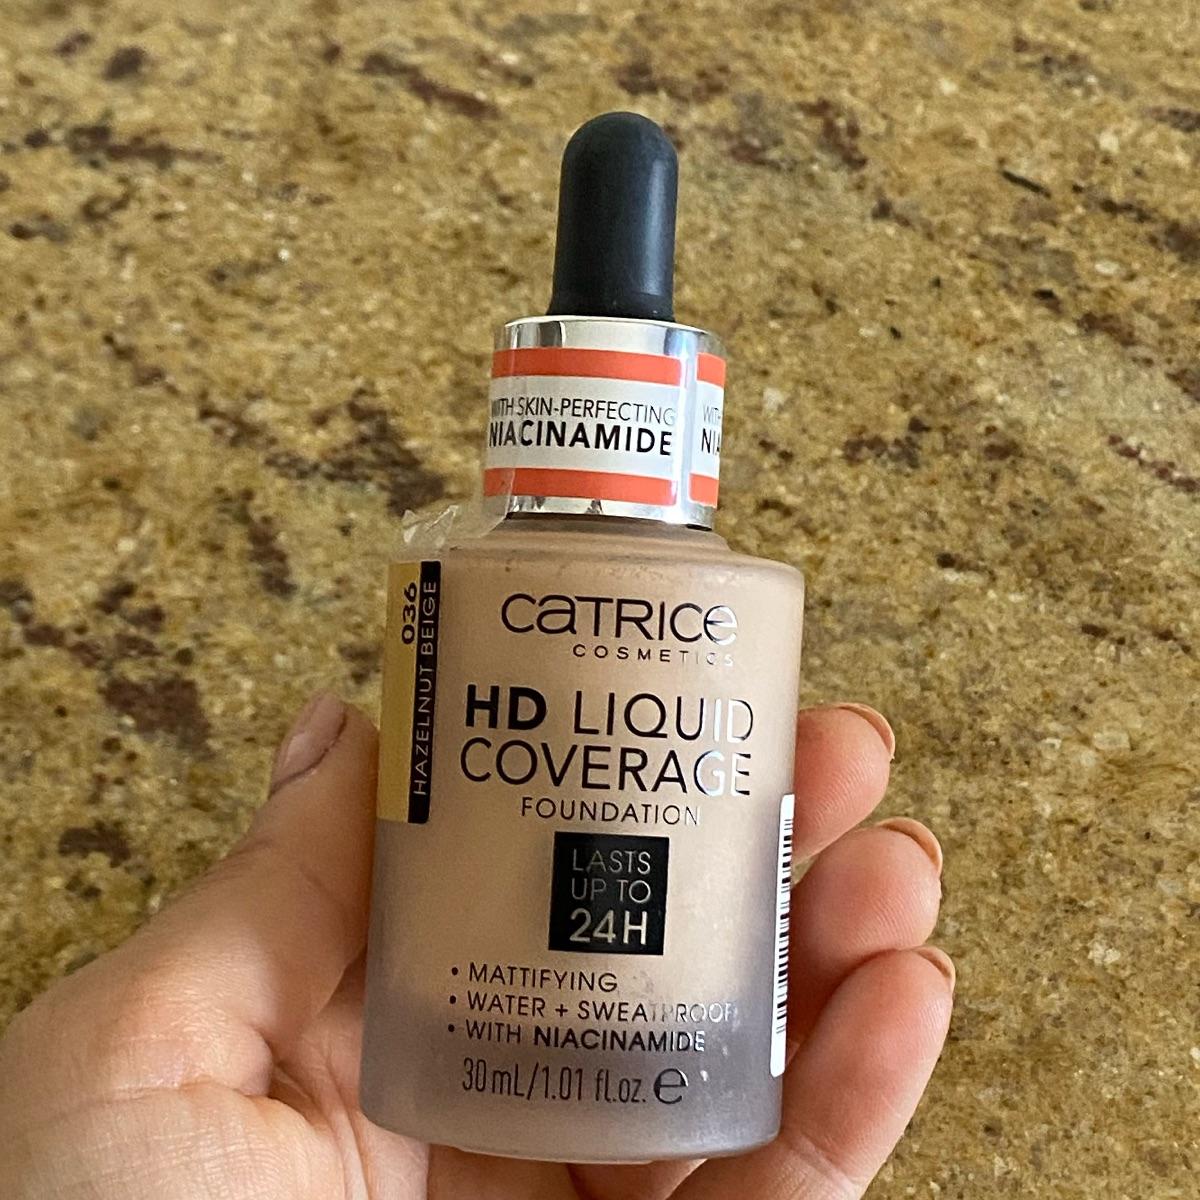 WITH SKIN-PERFECTING
NIACINAMIDE
036
HAZELNUT BEIGE
CATRICE
COSMETICS
HD LIQUID
COVERAGE
FOUNDATION
LASTS
UP TO
24H
• MATTIFYING
• WATER + SWEATPROOF
• WITH NIACINAMIDE
30 mL/1.01 fl.oz. e